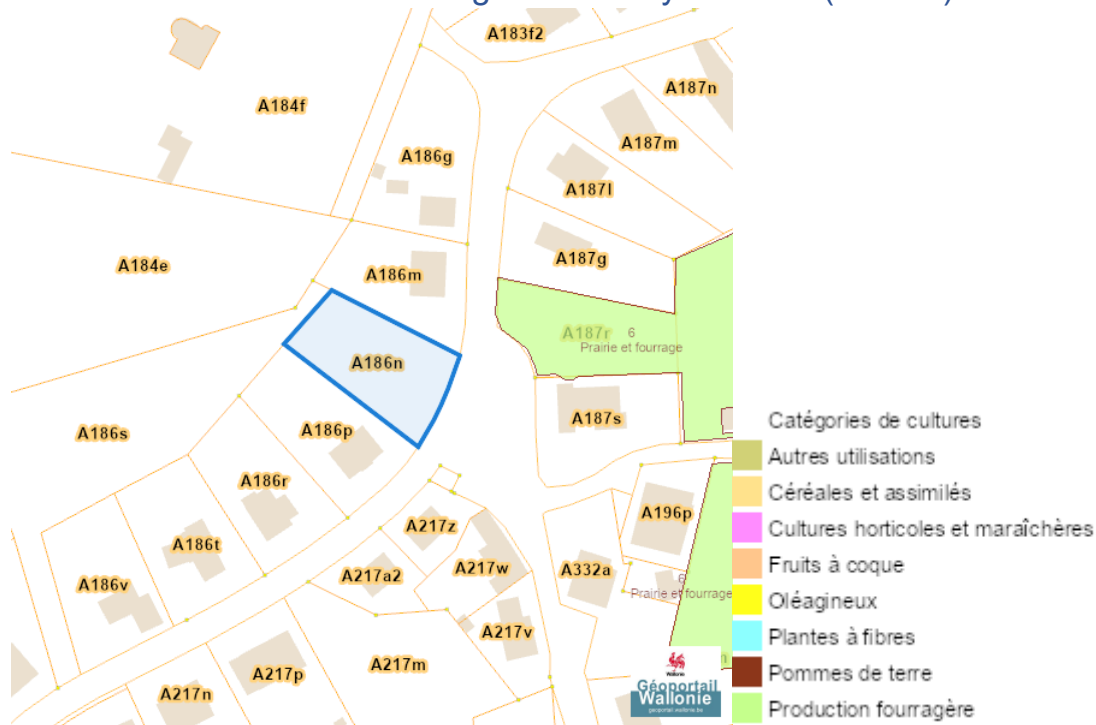 A183f2
A187n
A184f
A187m
A186g
A187l
A187g
A184e
A186m
A187r 6
Prairie et fourrage
A186n
A187s
Catégories de cultures
A186s
A186p
Autres utilisations
A186r
Céréales et assimilés
A217z
A196p
Cultures horticoles et maraîchères
A186t
A217w
A332a
Fruits à coque
A186v
A217a2
6
Prairie et fourrage
Oléagineux
A217v
Plantes à fibres
A217p
A217m
Wallonie
Pommes de terre
A217n
Géoportail
Wallonie
geoportail.wallonie.be
Production fourragère